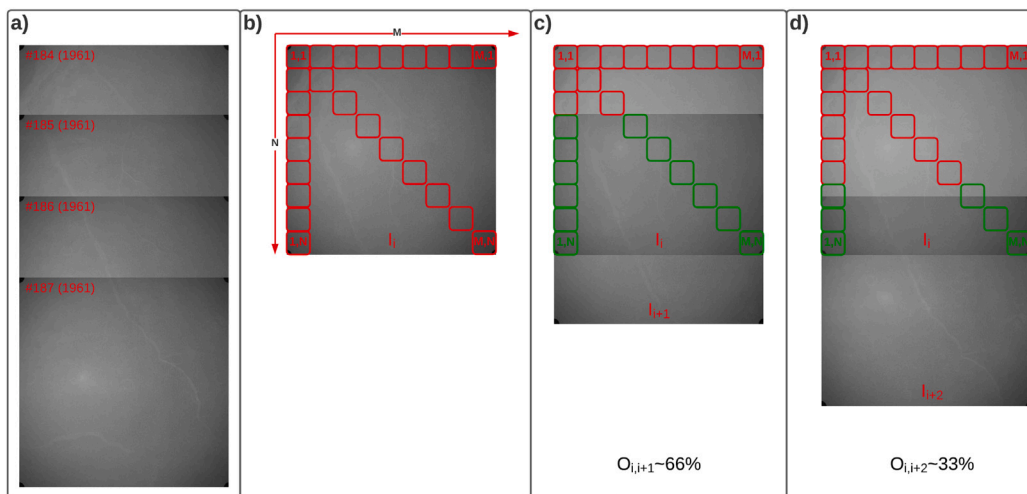 a)
#184 (1961)
#185 (1961)
#186 (1961)
#187 (1961)
b)
M
N
1,1
M,1
1,N
M,N
Iᵢ
c)
1,1
M,1
1,N
M,N
Iᵢ
Iᵢ₊₁
Oᵢ,ᵢ₊₁~66%
d)
1,1
M,1
1,N
M,N
Iᵢ
Iᵢ₊₂
Oᵢ,ᵢ₊₂~33%